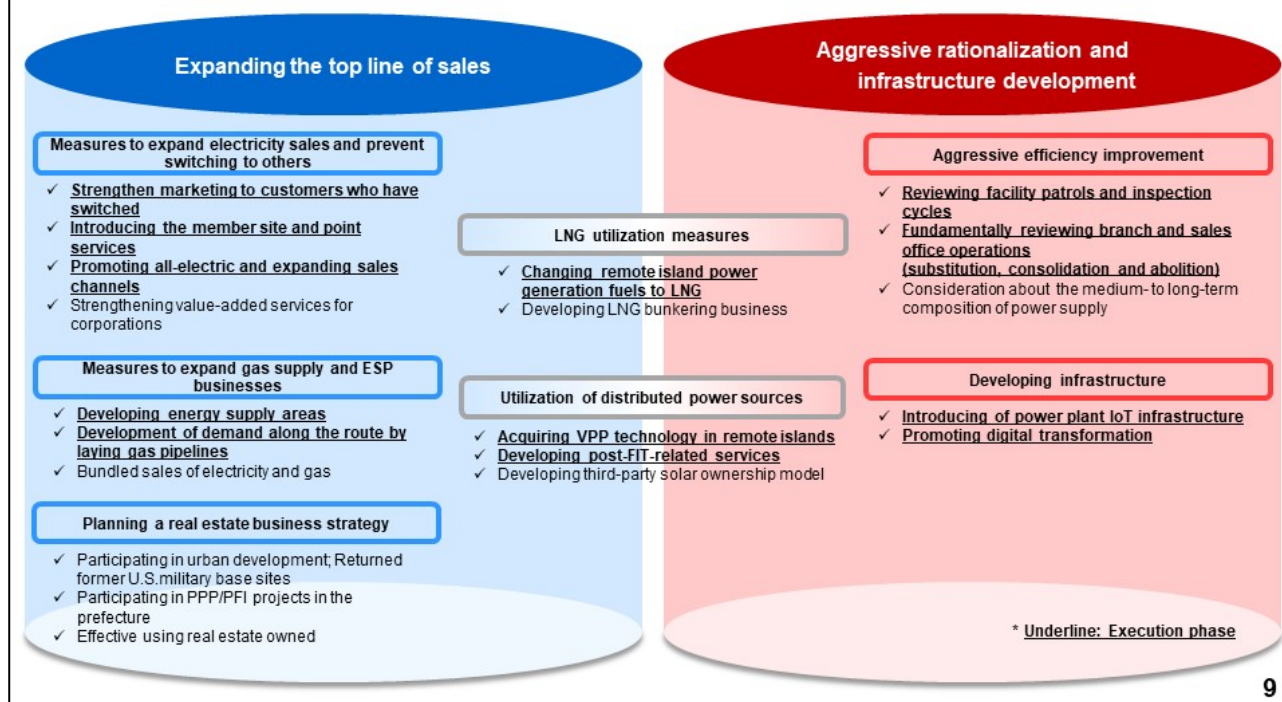 Expanding the top line of sales
Aggressive rationalization and
infrastructure development
Measures to expand electricity sales and prevent
switching to others
✓ Strengthen marketing to customers who have
switched
✓ Introducing the member site and point
services
✓ Promoting all-electric and expanding sales
channels
✓ Strengthening value-added services for
corporations
Measures to expand gas supply and ESP
businesses
✓ Developing energy supply areas
✓ Development of demand along the route by
laying gas pipelines
✓ Bundled sales of electricity and gas
Planning a real estate business strategy
✓ Participating in urban development; Returned
former U.S.military base sites
✓ Participating in PPP/PFI projects in the
prefecture
✓ Effective using real estate owned
LNG utilization measures
✓ Changing remote island power
generation fuels to LNG
✓ Developing LNG bunkering business
Utilization of distributed power sources
✓ Acquiring VPP technology in remote islands
✓ Developing post-FIT-related services
✓ Developing third-party solar ownership model
Aggressive efficiency improvement
✓ Reviewing facility patrols and inspection
cycles
✓ Fundamentally reviewing branch and sales
office operations
(substitution, consolidation and abolition)
✓ Consideration about the medium- to long-term
composition of power supply
Developing infrastructure
✓ Introducing of power plant IoT infrastructure
✓ Promoting digital transformation
* Underline: Execution phase
9